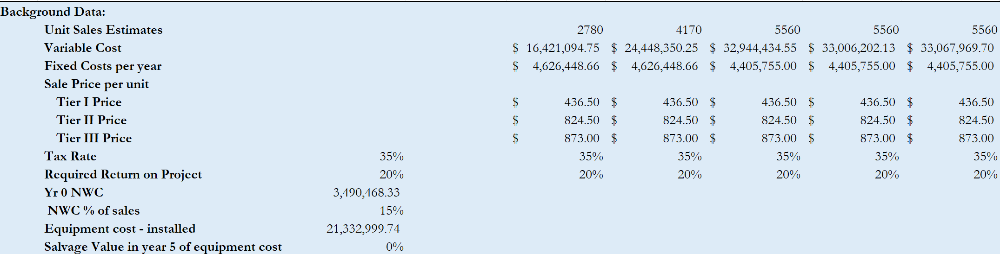 Background Data:
Unit Sales Estimates 2780 4170 5560 5560 5560
Variable Cost $ 16,421,094.75 $ 24,448,350.25 $ 32,944,434.55 $ 33,006,202.13 $ 33,067,969.70
Fixed Costs per year $ 4,626,448.66 $ 4,626,448.66 $ 4,405,755.00 $ 4,405,755.00 $ 4,405,755.00
Sale Price per unit
Tier I Price $ 436.50 $ 436.50 $ 436.50 $ 436.50 $ 436.50
Tier II Price $ 824.50 $ 824.50 $ 824.50 $ 824.50 $ 824.50
Tier III Price $ 873.00 $ 873.00 $ 873.00 $ 873.00 $ 873.00
Tax Rate 35% 35% 35% 35% 35% 35%
Required Return on Project 20% 20% 20% 20% 20% 20%
Yr 0 NWC 3,490,468.33
NWC % of sales 15%
Equipment cost - installed 21,332,999.74
Salvage Value in year 5 of equipment cost 0%